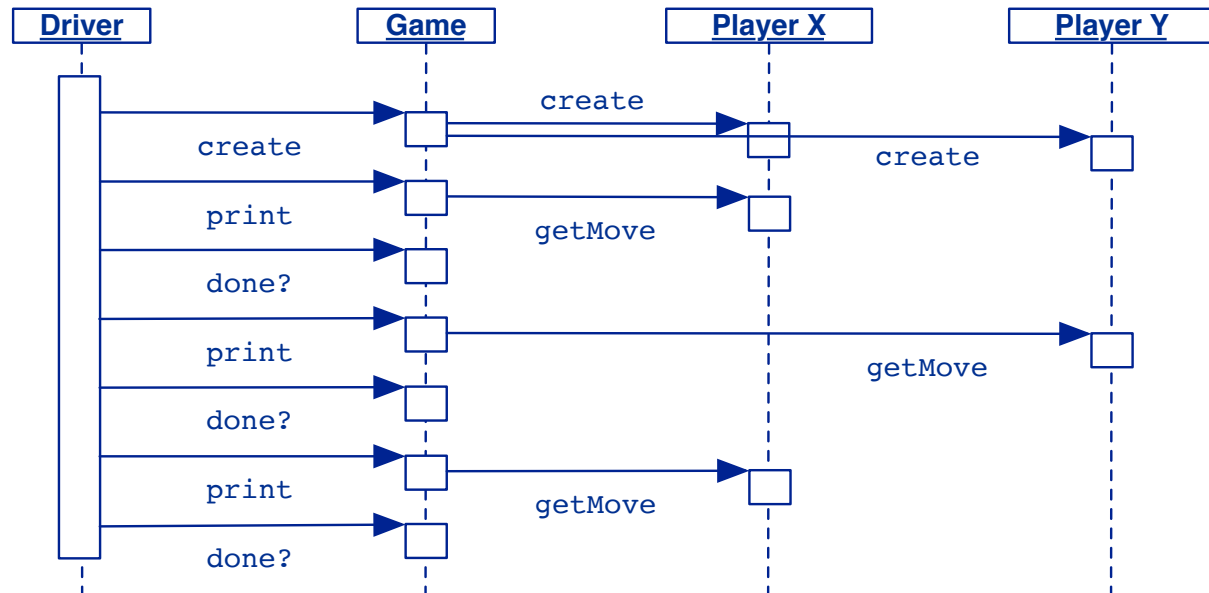 Driver
Game
Player X
Player Y
create
create
create
print
getMove
done?
print
getMove
done?
print
getMove
done?